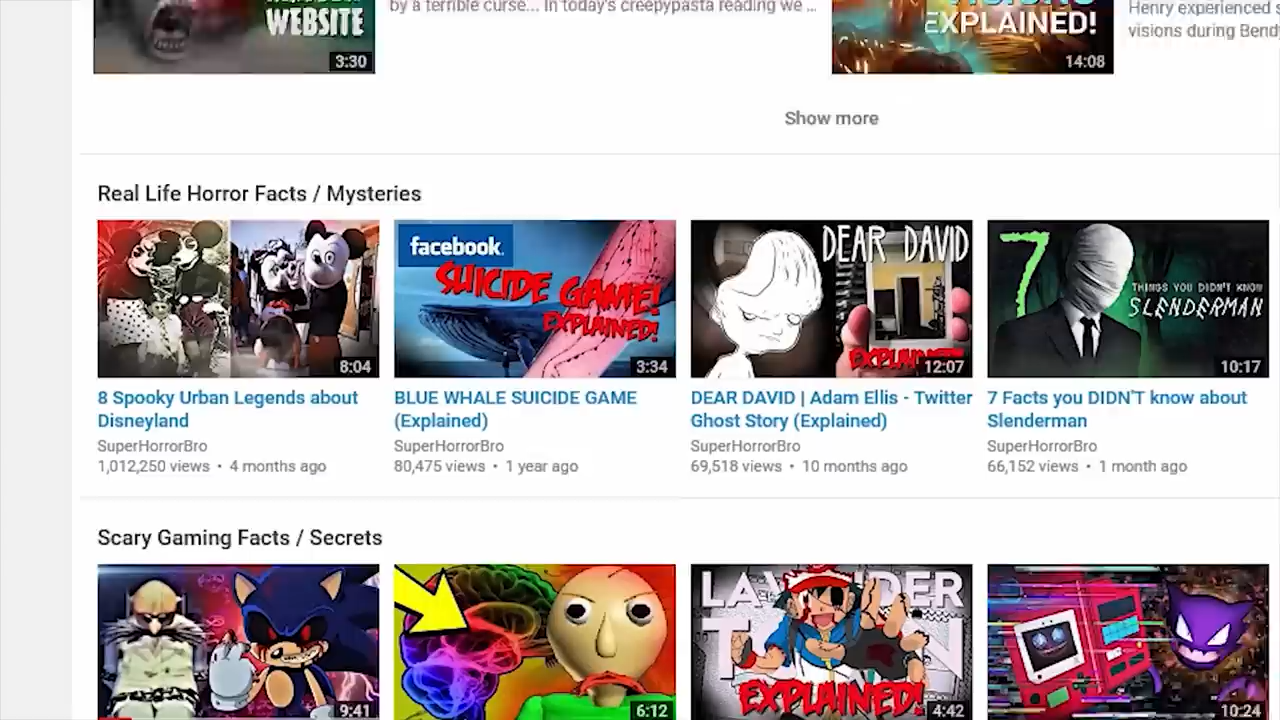 WEBSITE
3:30
by a terrible curse... In today's creepypasta reading we ...
EXPLAINED!
14:08
Henry experienced
visions during Bendy
Show more
Real Life Horror Facts / Mysteries
facebook.
SUICIDE GAME!
EXPLAINED!
DEAR DAVID
7
THINGS YOU DIDN'T KNOW
SLENDERMAN
8:04
3:34
12:07
10:17
8 Spooky Urban Legends about
Disneyland
SuperHorrorBro
1,012,250 views • 4 months ago
BLUE WHALE SUICIDE GAME
(Explained)
SuperHorrorBro
80,475 views • 1 year ago
DEAR DAVID | Adam Ellis - Twitter
Ghost Story (Explained)
SuperHorrorBro
69,518 views • 10 months ago
7 Facts you DIDN'T know about
Slenderman
SuperHorrorBro
66,152 views • 1 month ago
Scary Gaming Facts / Secrets
EXPLAINED!
9:41
6:12
4:42
10:24